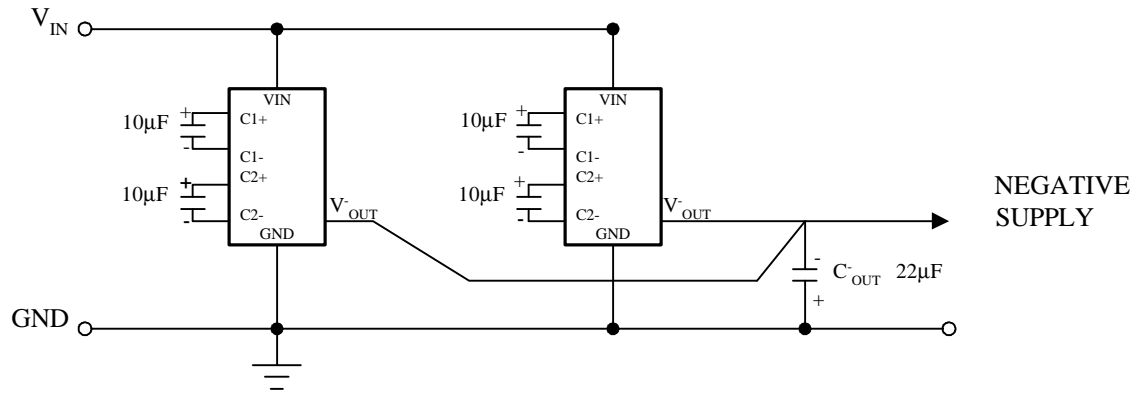 V_IN
VIN
C1+
C1-
C2+
C2-
GND
+
10µF
-
+
10µF
-
V-OUT
VIN
C1+
C1-
C2+
C2-
GND
+
10µF
-
+
10µF
-
V-OUT
NEGATIVE
SUPPLY
-
C-OUT 22µF
+
GND